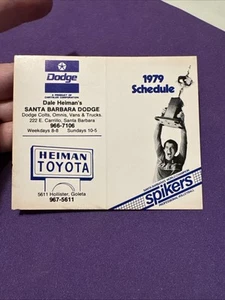 Dodge
A PRODUCT OF
CHRYSLER CORPORATION
Dale Heiman's
SANTA BARBARA DODGE
Dodge Colts, Omnis, Vans & Trucks
222 E. Carrillo, Santa Barbara
966-7106
Weekdays 8-8 Sundays 10-5
HEIMAN
TOYOTA
5611 Hollister, Goleta
967-5611
1979
Schedule
spikers